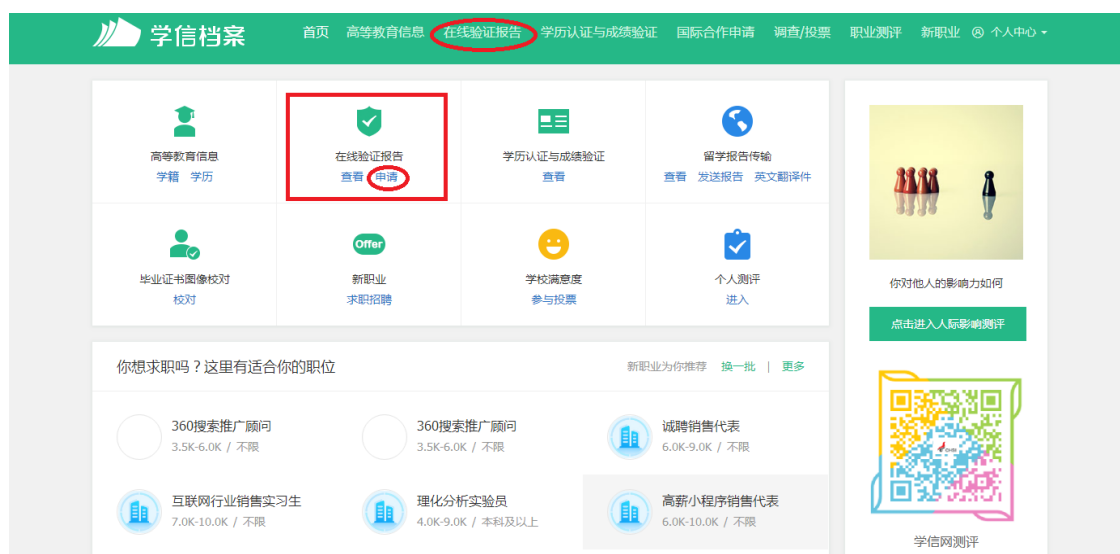 学信档案 首页 高等教育信息 在线验证报告 学历认证与成绩验证 国际合作申请 调查/投票 职业测评 新职业 个人中心
高等教育信息 在线验证报告 学历认证与成绩验证 留学报告传输
学籍 学历 查看 申请 查看 查看 发送报告 英文翻译件
Offer
毕业证书图像校对 新职业 学校满意度 个人测评
校对 求职招聘 参与投票 进入
你对他人的影响力如何
点击进入人际影响测评
你想求职吗？这里有适合你的职位 新职业为你推荐 换一批 | 更多
360搜索推广顾问 360搜索推广顾问 诚聘销售代表
3.5K-6.0K / 不限 3.5K-6.0K / 不限 6.0K-9.0K / 不限
互联网行业销售实习生 理化分析实验员 高薪小程序销售代表
7.0K-10.0K / 不限 4.0K-9.0K / 本科及以上 6.0K-10.0K / 不限
学信网测评